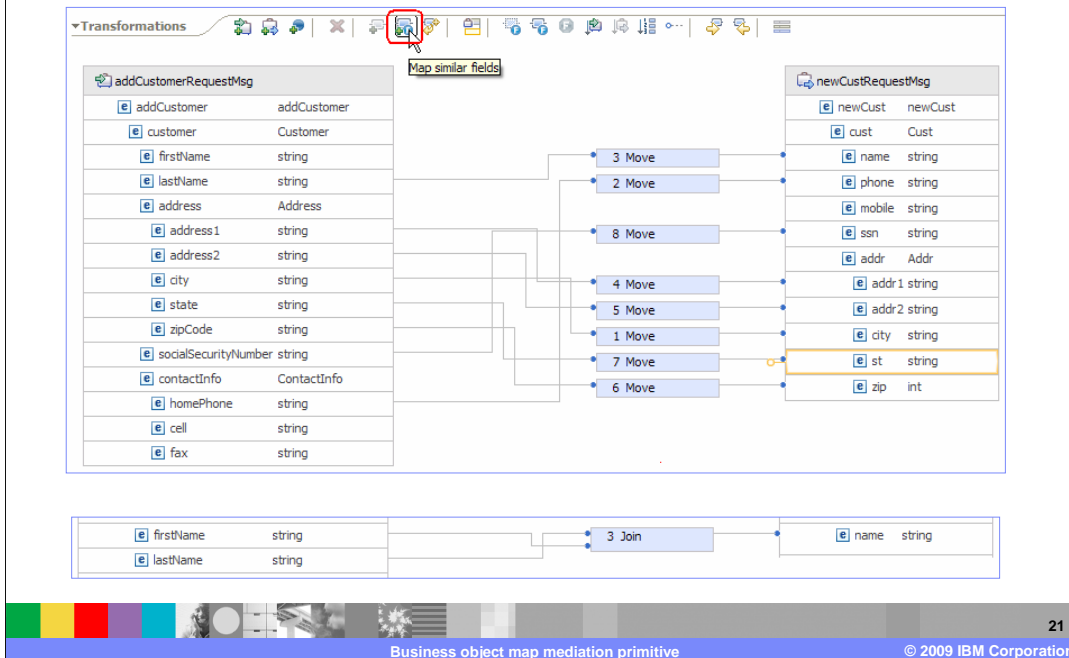 Transformations
Map similar fields
addCustomerRequestMsg
e addCustomer addCustomer
e customer Customer
e firstName string
e lastName string
e address Address
e address1 string
e address2 string
e city string
e state string
e zipCode string
e socialSecurityNumber string
e contactInfo ContactInfo
e homePhone string
e cell string
e fax string
3 Move
2 Move
8 Move
4 Move
5 Move
1 Move
7 Move
6 Move
newCustRequestMsg
e newCust newCust
e cust Cust
e name string
e phone string
e mobile string
e ssn string
e addr Addr
e addr1 string
e addr2 string
e city string
e st string
e zip int
e firstName string
e lastName string
3 Join
e name string
21
Business object map mediation primitive
© 2009 IBM Corporation